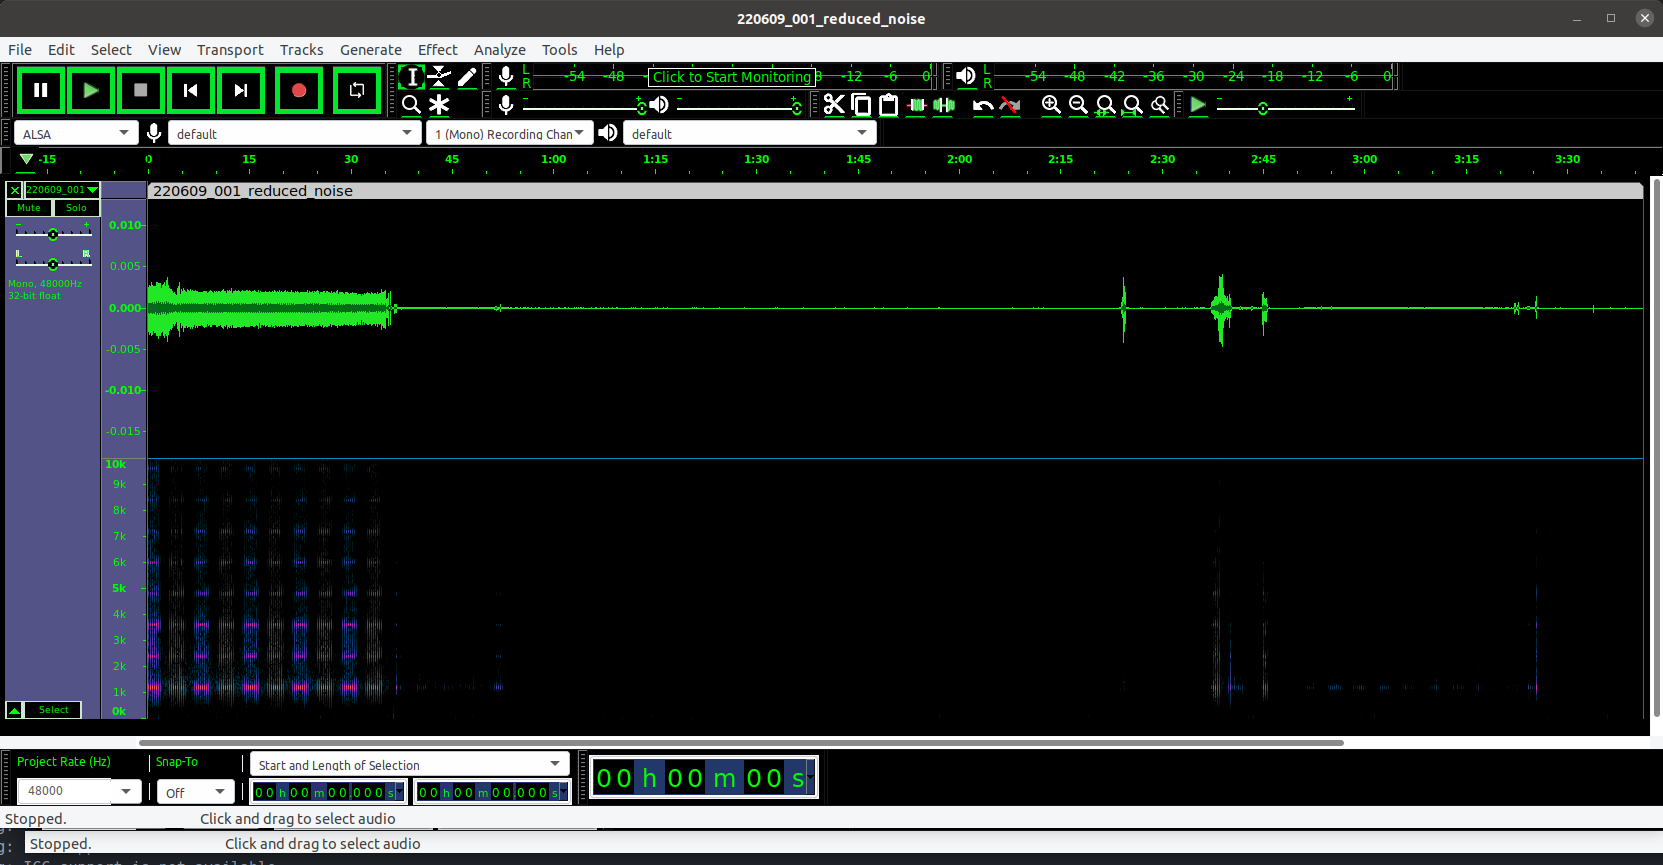 220609_001_reduced_noise
File Edit Select View Transport Tracks Generate Effect Analyze Tools Help
L R -54 -48 Click to Start Monitoring 8 -12 -6 0
L R -54 -48 -42 -36 -30 -24 -18 -12 -6 0
- + - + - +
ALSA default 1 (Mono) Recording Chan default
-15 0 15 30 45 1:00 1:15 1:30 1:45 2:00 2:15 2:30 2:45 3:00 3:15 3:30
220609_001 220609_001_reduced_noise
Mute Solo
- +
L R
Mono, 48000Hz
32-bit float
0.010
0.005
0.000
-0.005
-0.010
-0.015
10k
9k
8k
7k
6k
5k
4k
3k
2k
1k
0k
Select
Project Rate (Hz) Snap-To Start and Length of Selection
48000 Off 00 h 00 m 00.000 s 00 h 00 m 00.000 s
00 h 00 m 00 s
Stopped. Click and drag to select audio
g: Stopped. Click and drag to select audio